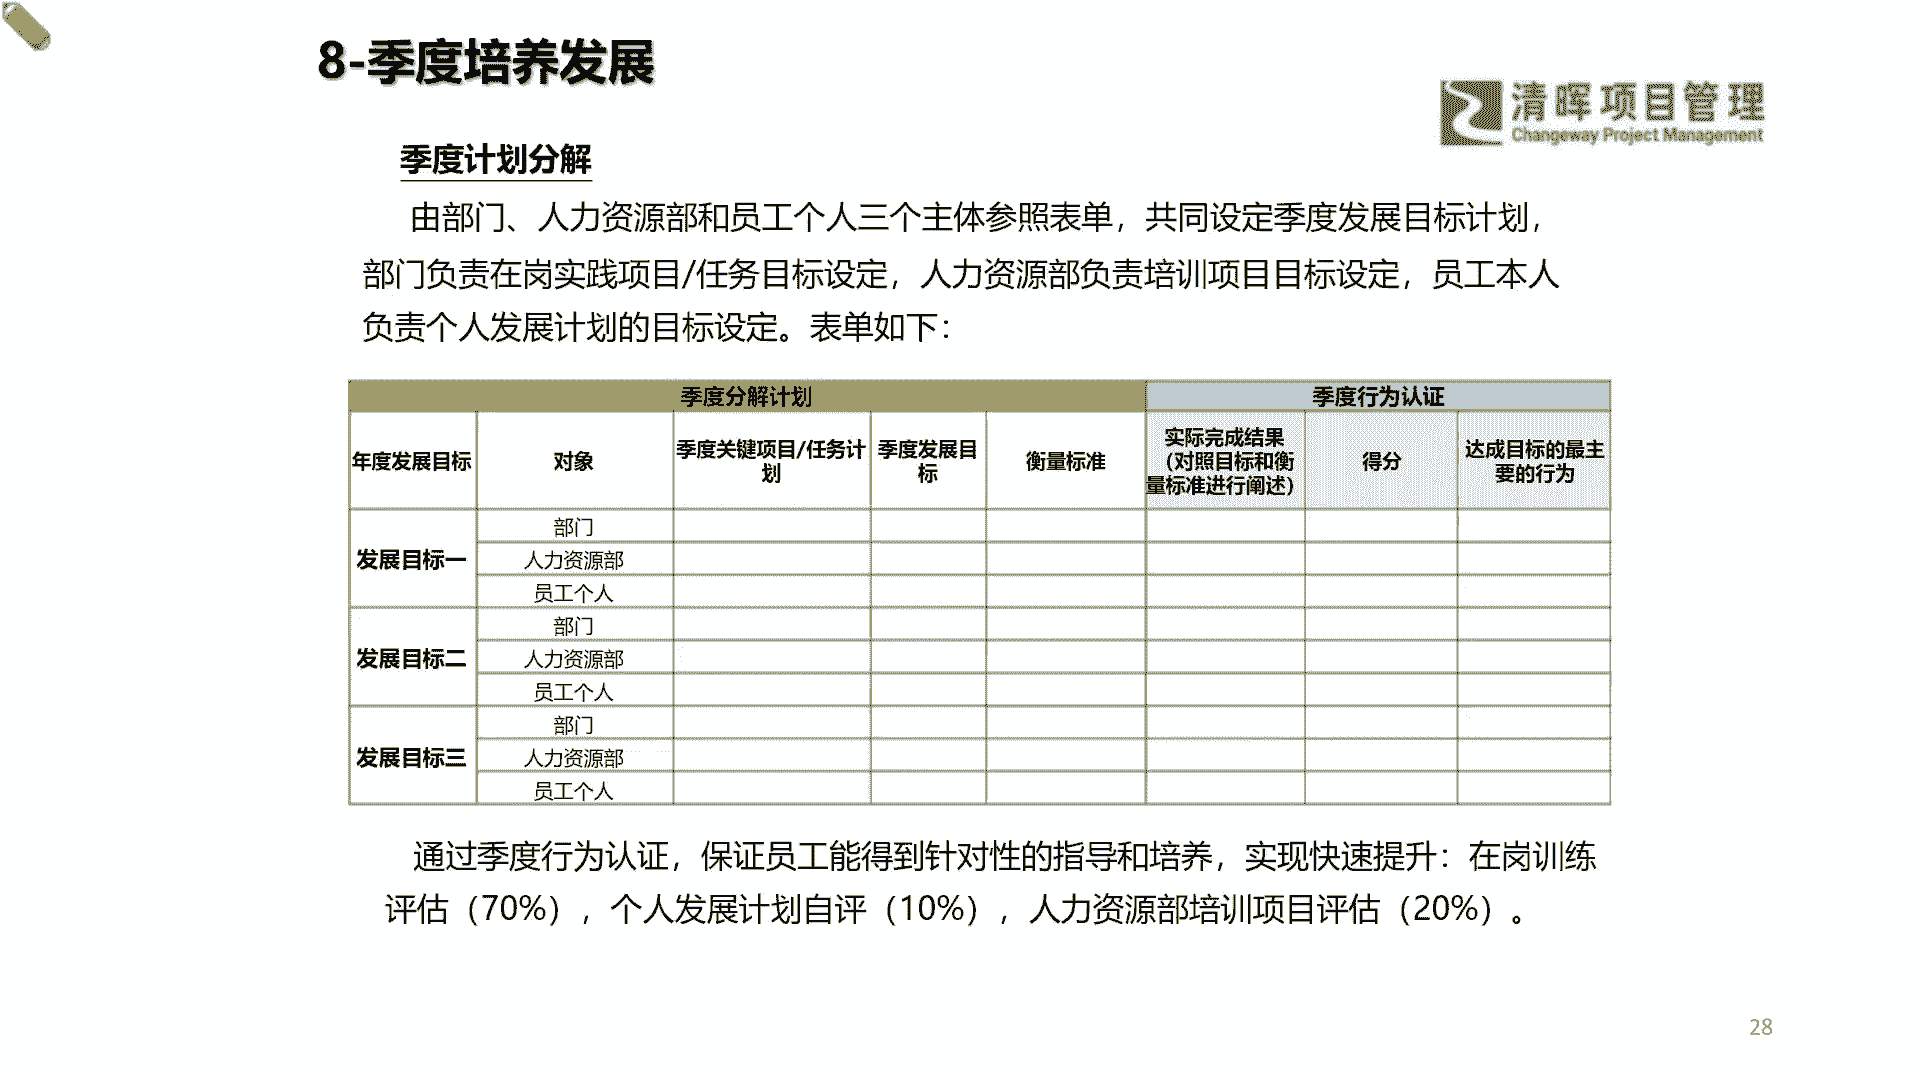 8-季度培养发展
清晖项目管理
Changeway Project Management
季度计划分解
由部门、人力资源部和员工个人三个主体参照表单，共同设定季度发展目标计划，
部门负责在岗实践项目/任务目标设定，人力资源部负责培训项目目标设定，员工本人
负责个人发展计划的目标设定。表单如下：
季度分解计划 季度行为认证
年度发展目标 对象 季度关键项目/任务计
划 季度发展目
标 衡量标准 实际完成结果
（对照目标和衡
量标准进行阐述） 得分 达成目标的最主
要的行为
发展目标一
部门
人力资源部
员工个人
发展目标二
部门
人力资源部
员工个人
发展目标三
部门
人力资源部
员工个人
通过季度行为认证，保证员工能得到针对性的指导和培养，实现快速提升：在岗训练
评估（70%），个人发展计划自评（10%），人力资源部培训项目评估（20%）。
28